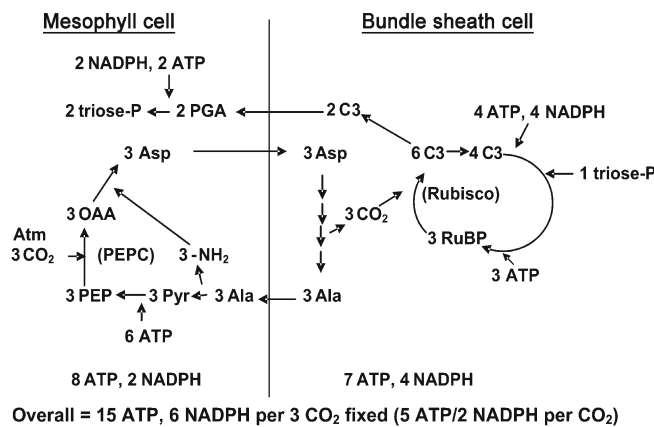 Mesophyll cell
Bundle sheath cell
2 NADPH, 2 ATP
2 triose-P
2 PGA
2 C3
4 ATP, 4 NADPH
3 Asp
3 Asp
6 C3
4 C3
1 triose-P
(Rubisco)
3 OAA
3 CO₂
Atm
3 CO₂
(PEPC)
3 -NH₂
3 RuBP
3 ATP
3 PEP
3 Pyr
3 Ala
3 Ala
6 ATP
8 ATP, 2 NADPH
7 ATP, 4 NADPH
Overall = 15 ATP, 6 NADPH per 3 CO₂ fixed (5 ATP/2 NADPH per CO₂)